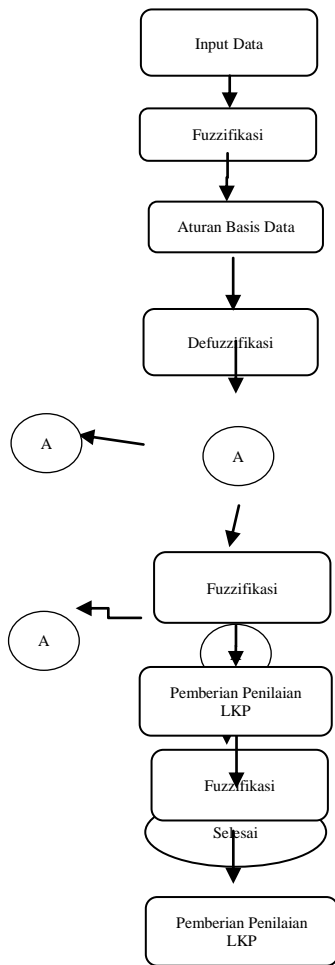 Input Data
Fuzzifikasi
Aturan Basis Data
Defuzzifikasi
A
A
Fuzzifikasi
A
Pemberian Penilaian
LKP
Fuzzifikasi
Selesai
Pemberian Penilaian
LKP